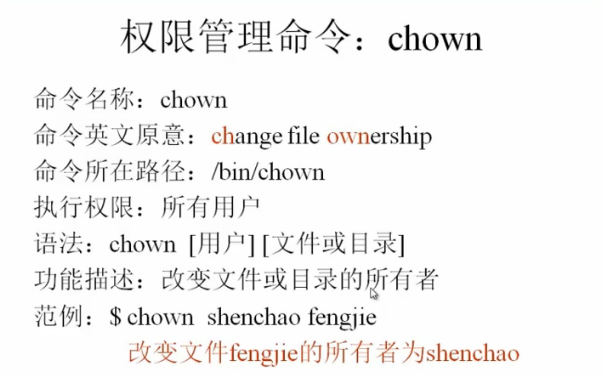 权限管理命令：chown
命令名称：chown
命令英文原意：change file ownership
命令所在路径：/bin/chown
执行权限：所有用户
语法：chown [用户] [文件或目录]
功能描述：改变文件或目录的所有者
范例：$ chown shenchao fengjie
改变文件fengjie的所有者为shenchao